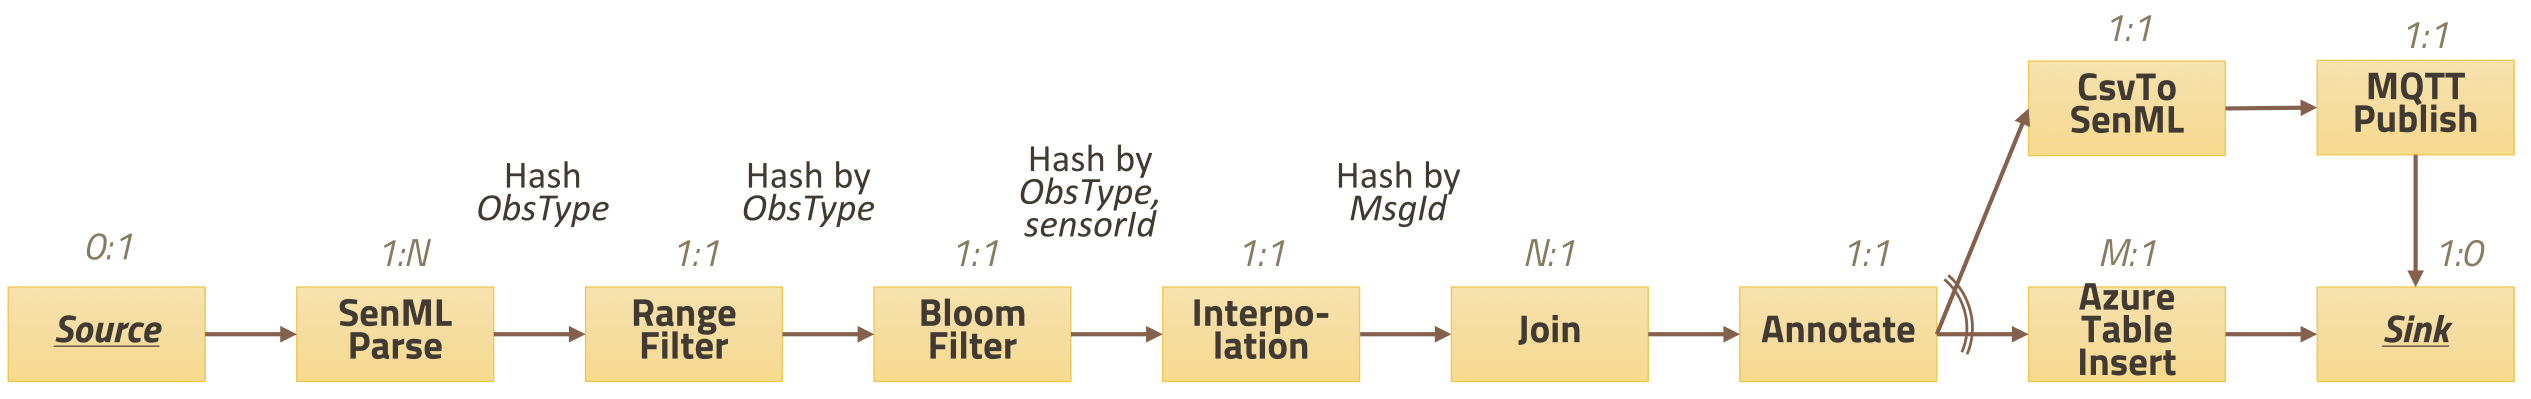 1:1
1:1
CsvTo
SenML
MQTT
Publish
Hash
ObsType
Hash by
ObsType
Hash by
ObsType,
sensorId
Hash by
MsgId
0:1
1:N
1:1
1:1
1:1
N:1
1:1
M:1
1:0
Source
SenML
Parse
Range
Filter
Bloom
Filter
Interpo-
lation
Join
Annotate
Azure
Table
Insert
Sink